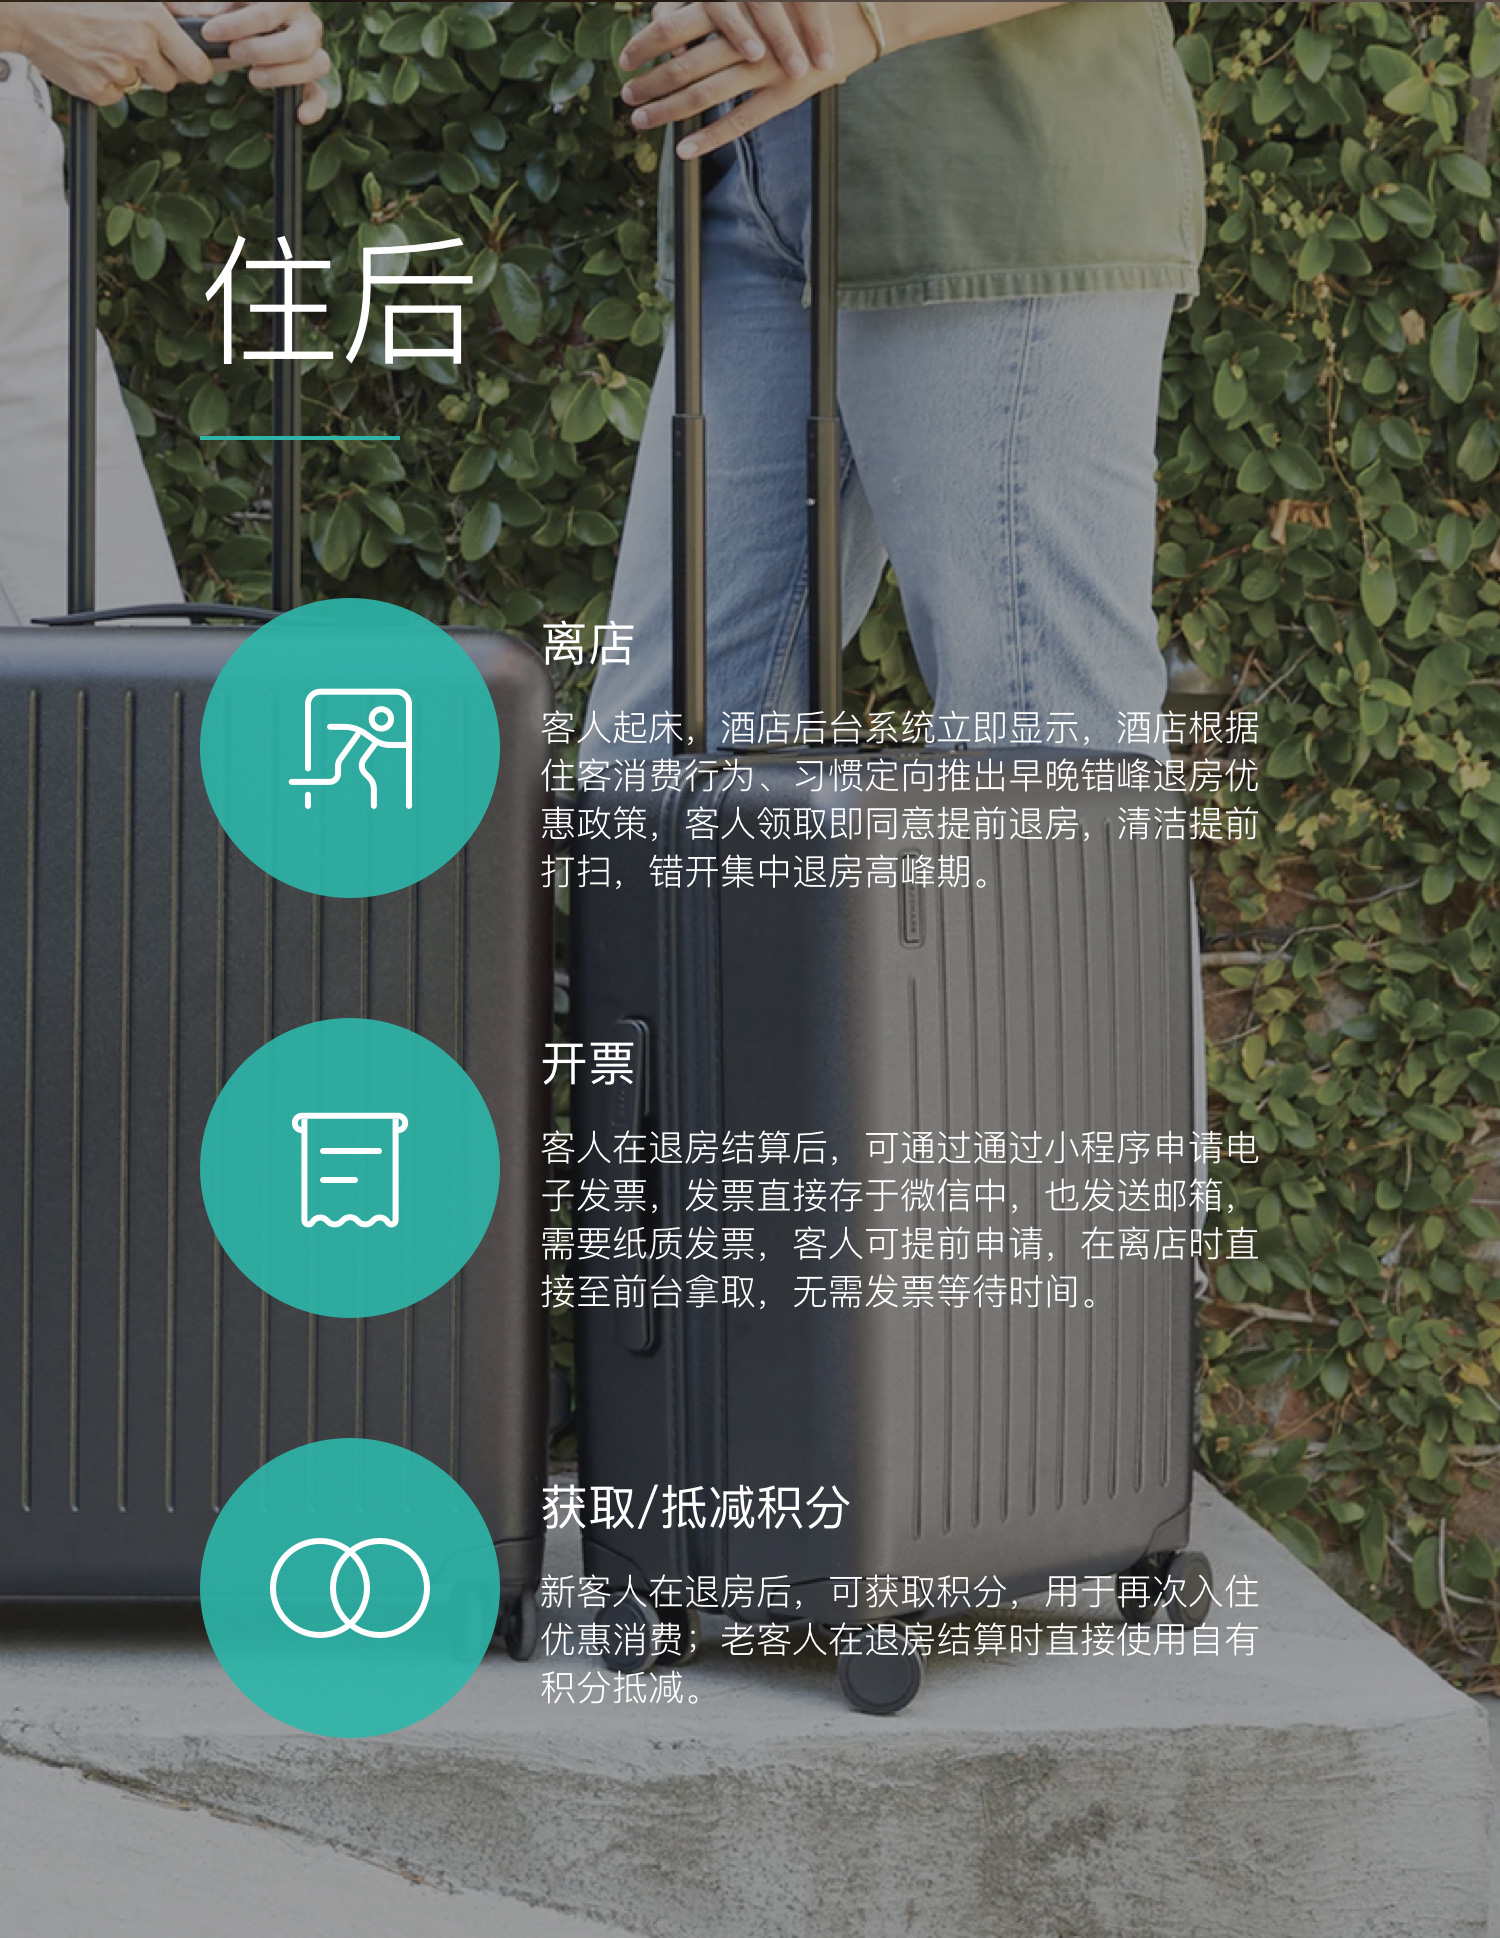 住后
离店
客人起床，酒店后台系统立即显示，酒店根据
住客消费行为、习惯定向推出早晚错峰退房优
惠政策，客人领取即同意提前退房，清洁提前
打扫，错开集中退房高峰期。
开票
客人在退房结算后，可通过通过小程序申请电
子发票，发票直接存于微信中，也发送邮箱，
需要纸质发票，客人可提前申请，在离店时直
接至前台拿取，无需发票等待时间。
获取/抵减积分
新客人在退房后，可获取积分，用于再次入住
优惠消费；老客人在退房结算时直接使用自有
积分抵减。